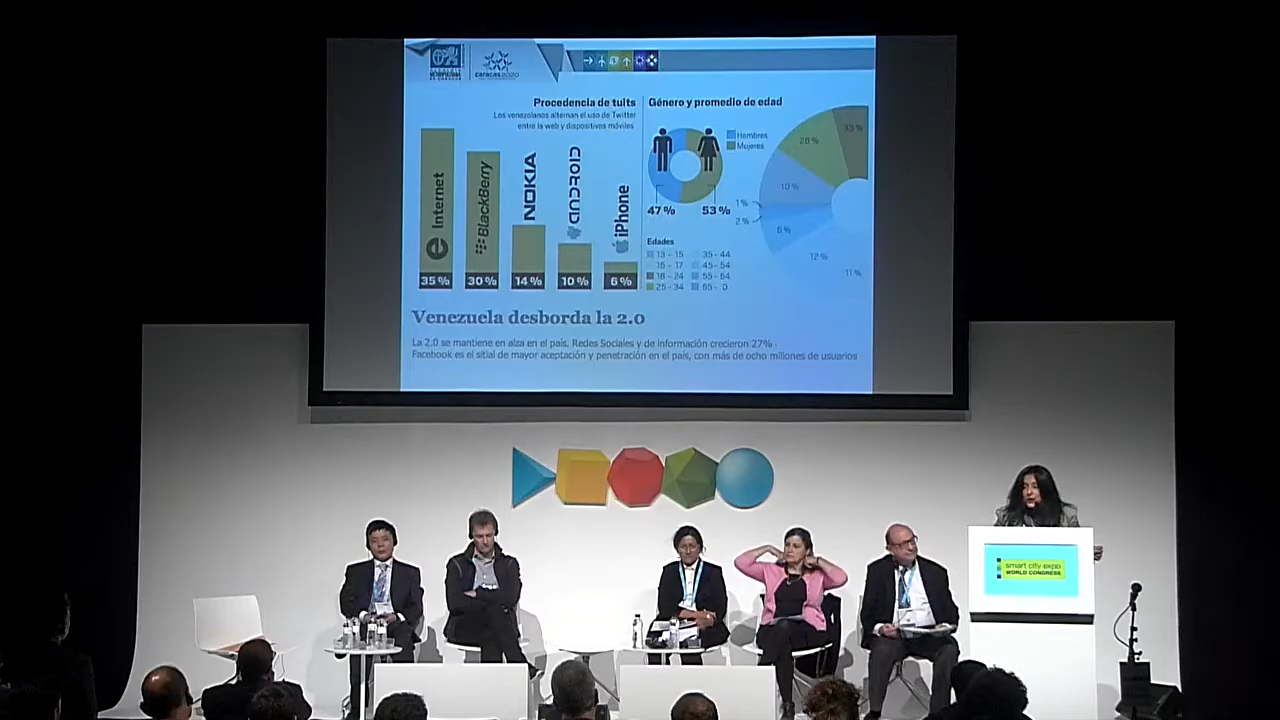 METROPOLITANA
DE CARACAS
caracas2020
Procedencia de tuits
Los venezolanos alternan el uso de Twitter
entre la web y dispositivos móviles
Internet
BlackBerry
NOKIA
ANDROID
iPhone
35 %
30 %
14 %
10 %
6 %
Género y promedio de edad
Hombres
Mujeres
47 %
53 %
33 %
26 %
10 %
1 %
2 %
6 %
12 %
11 %
Edades
13 - 15
35 - 44
16 - 17
45 - 54
18 - 24
55 - 64
25 - 34
Venezuela desborda la 2.0
La 2.0 se mantiene en alza en el país. Redes Sociales y de información crecieron 27% -
Facebook es el sitial de mayor aceptación y penetración en el país, con más de ocho millones de usuarios
smart city expo
WORLD CONGRESS